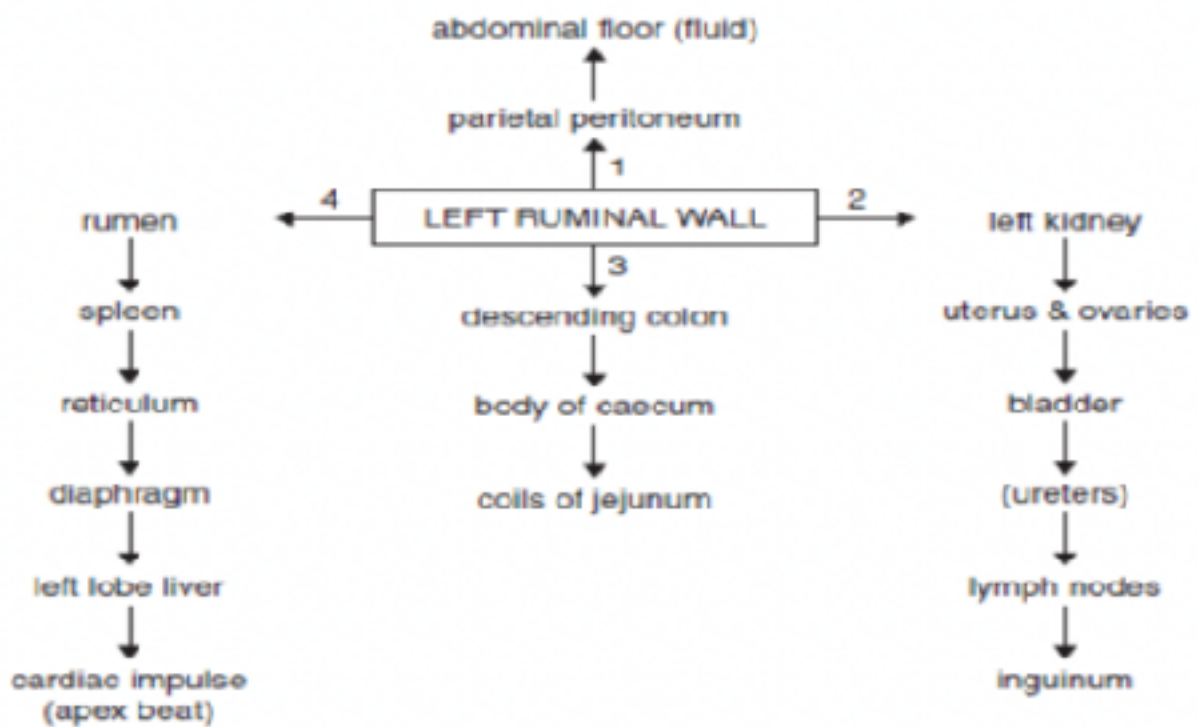 abdominal floor (fluid)
parietal peritoneum
1
4
LEFT RUMINAL WALL
2
rumen
left kidney
3
spleen
descending colon
uterus & ovaries
reticulum
body of caecum
bladder
diaphragm
coils of jejunum
(ureters)
left lobe liver
lymph nodes
cardiac impulse
(apex beat)
inguinum